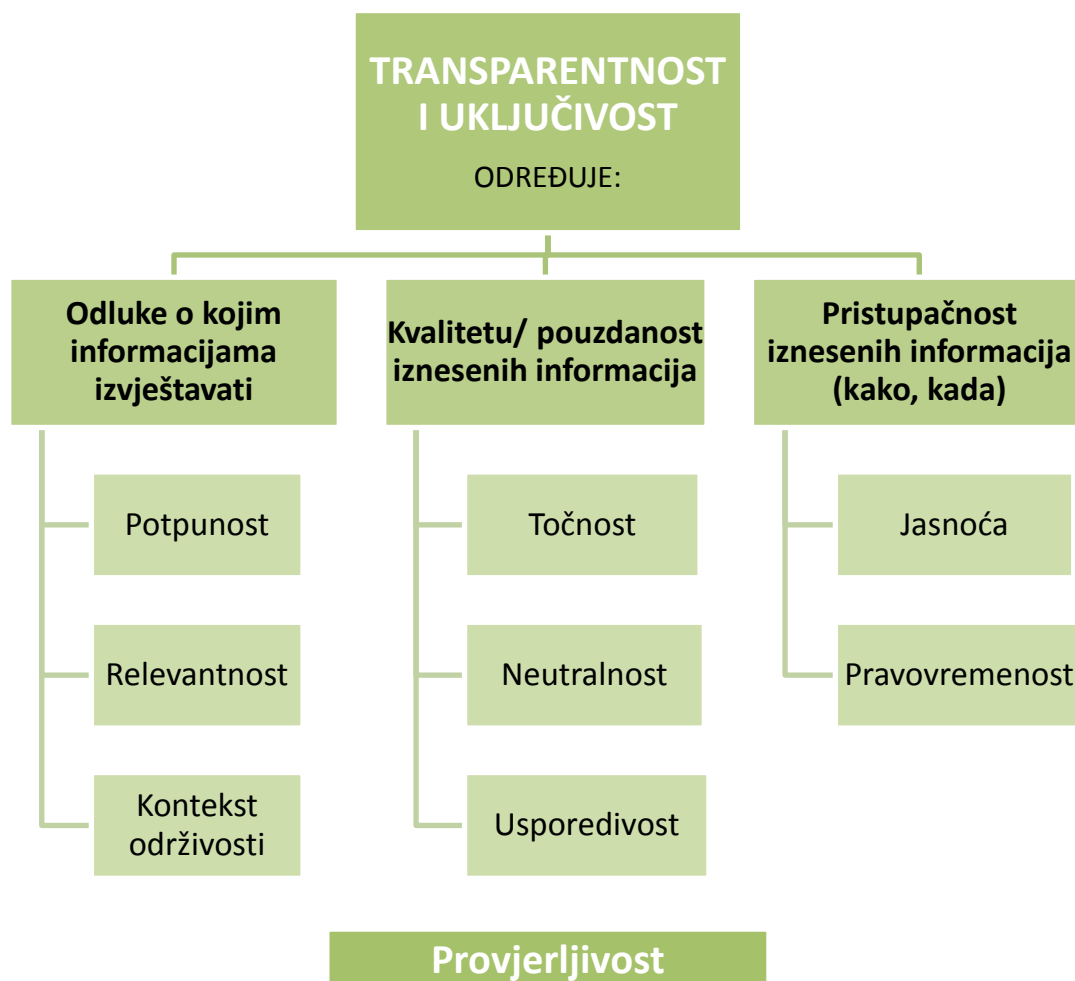 TRANSPARENTNOST
I UKLJUČIVOST
ODREĐUJE:
Odluke o kojim
informacijama
izvještavati
Potpunost
Relevantnost
Kontekst
održivosti
Kvalitetu/ pouzdanost
iznesenih informacija
Točnost
Neutralnost
Usporedivost
Pristupačnost
iznesenih informacija
(kako, kada)
Jasnoća
Pravovremenost
Provjerljivost